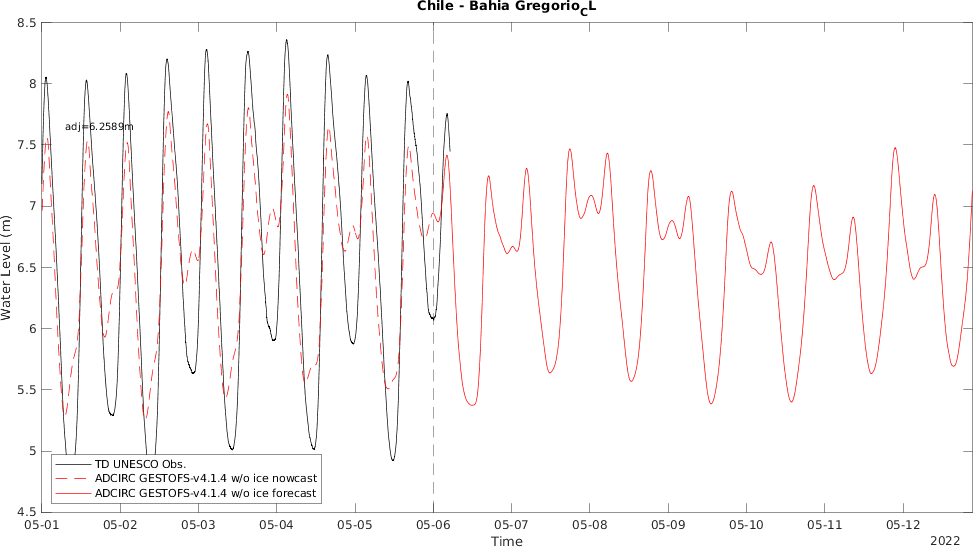 Chile - Bahia Gregorio_CL
8.5
8
7.5
7
6.5
6
5.5
5
4.5
Water Level (m)
adj=6.2589m
TD UNESCO Obs.
ADCIRC GESTOFS-v4.1.4 w/o ice nowcast
ADCIRC GESTOFS-v4.1.4 w/o ice forecast
05-01 05-02 05-03 05-04 05-05 05-06 05-07 05-08 05-09 05-10 05-11 05-12
Time
2022